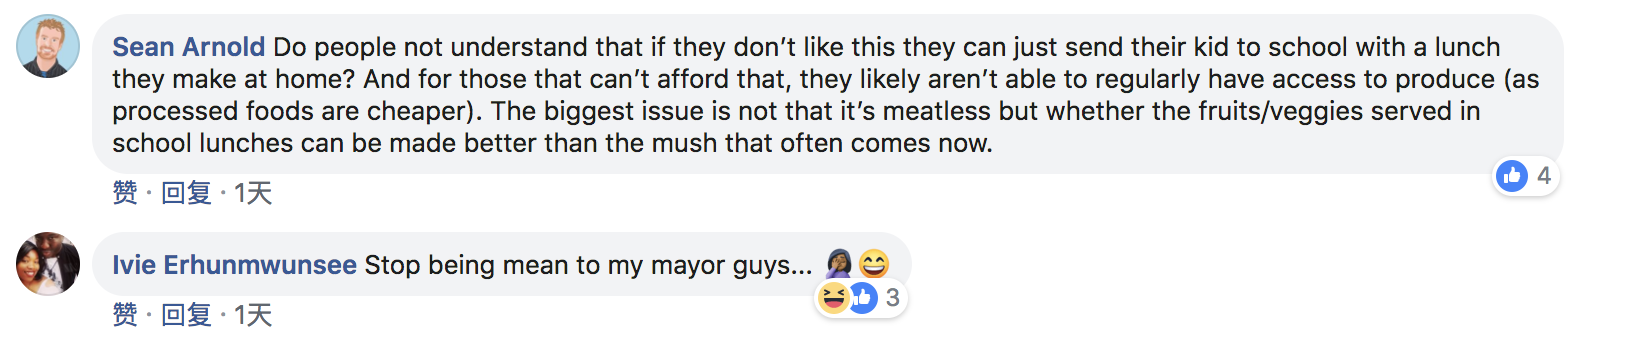 Sean Arnold Do people not understand that if they don’t like this they can just send their kid to school with a lunch
they make at home? And for those that can’t afford that, they likely aren’t able to regularly have access to produce (as
processed foods are cheaper). The biggest issue is not that it’s meatless but whether the fruits/veggies served in
school lunches can be made better than the mush that often comes now.
4
赞 · 回复 · 1天
Ivie Erhunmwunsee Stop being mean to my mayor guys... 🤦🏿‍♀️😄
3
赞 · 回复 · 1天